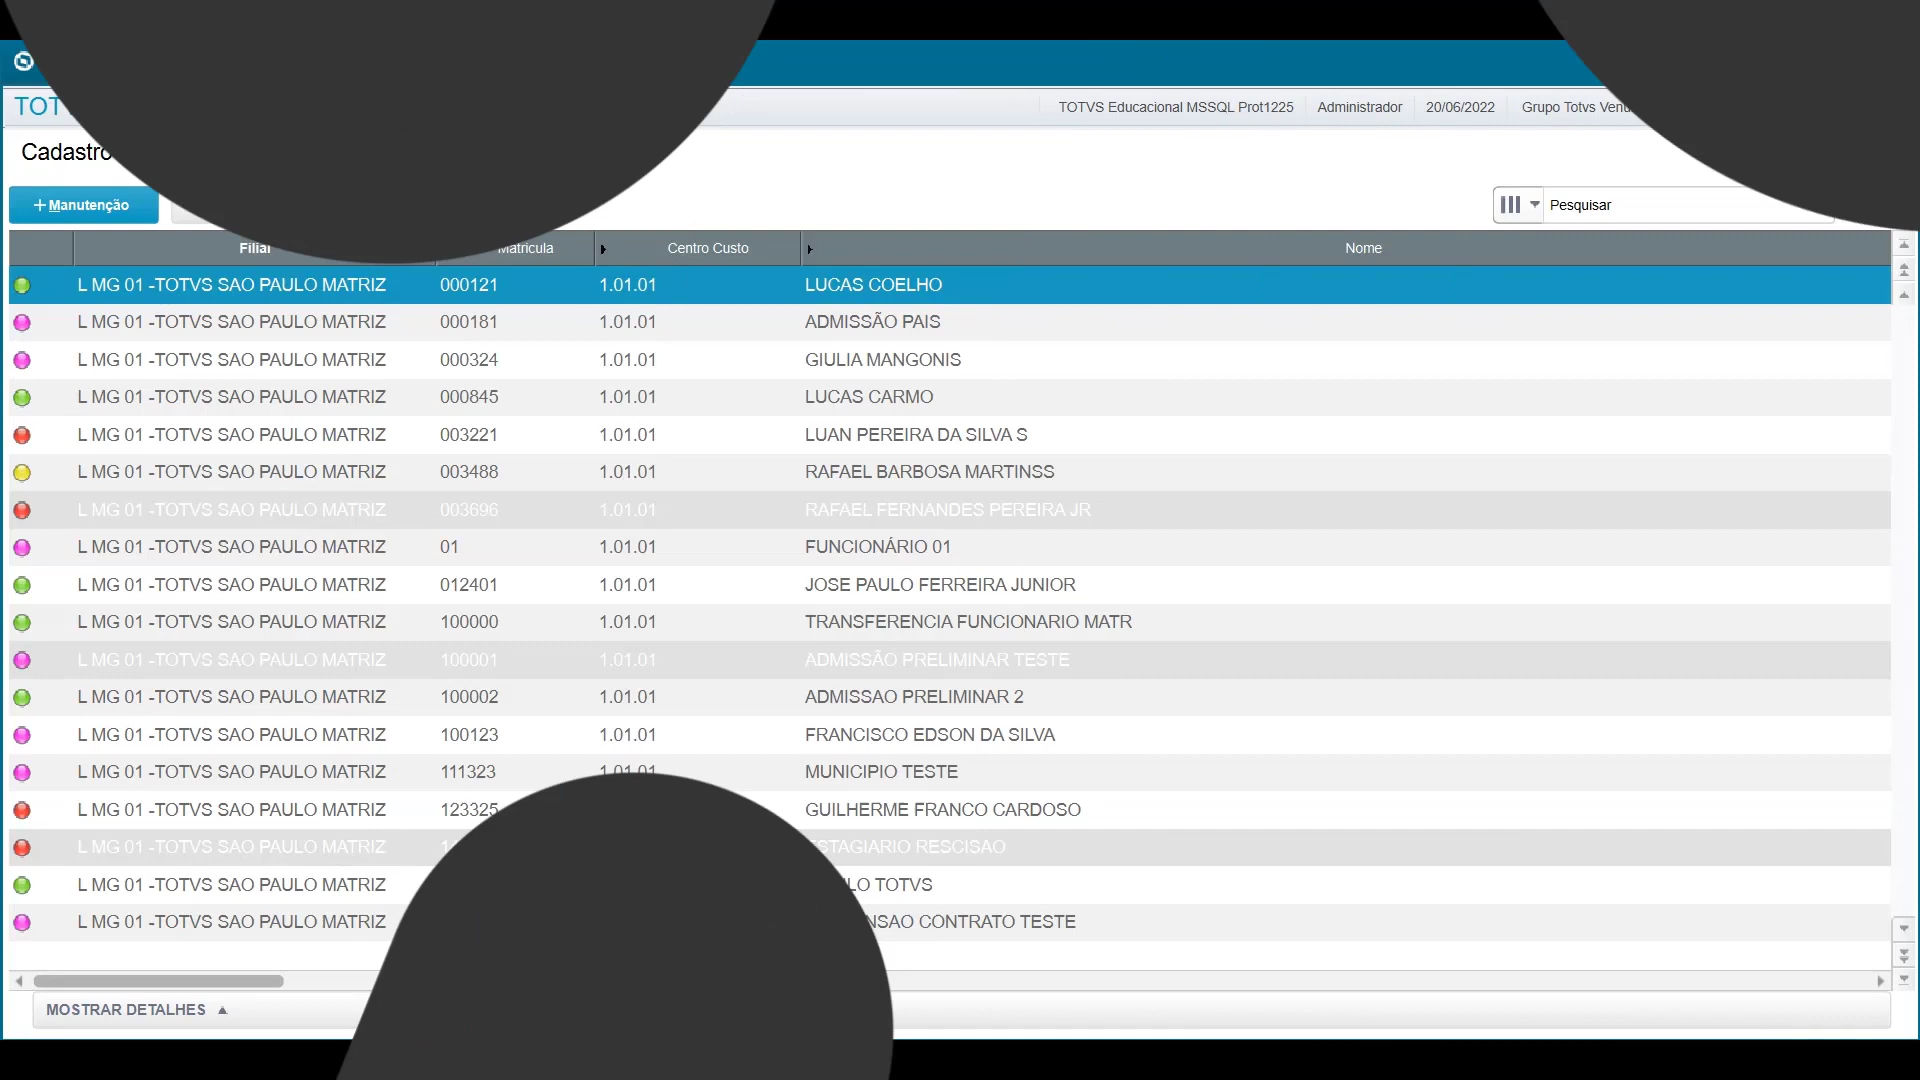 TOTVS Educacional MSSQL Prot1225 Administrador 20/06/2022 Grupo Totvs
Cadastro
Manutenção Pesquisar
Filial Matricula Centro Custo Nome
L MG 01 -TOTVS SAO PAULO MATRIZ 000121 1.01.01 LUCAS COELHO
L MG 01 -TOTVS SAO PAULO MATRIZ 000181 1.01.01 ADMISSÃO PAIS
L MG 01 -TOTVS SAO PAULO MATRIZ 000324 1.01.01 GIULIA MANGONIS
L MG 01 -TOTVS SAO PAULO MATRIZ 000845 1.01.01 LUCAS CARMO
L MG 01 -TOTVS SAO PAULO MATRIZ 003221 1.01.01 LUAN PEREIRA DA SILVA S
L MG 01 -TOTVS SAO PAULO MATRIZ 003488 1.01.01 RAFAEL BARBOSA MARTINSS
L MG 01 -TOTVS SAO PAULO MATRIZ 003696 1.01.01 RAFAEL FERNANDES PEREIRA JR
L MG 01 -TOTVS SAO PAULO MATRIZ 01 1.01.01 FUNCIONÁRIO 01
L MG 01 -TOTVS SAO PAULO MATRIZ 012401 1.01.01 JOSE PAULO FERREIRA JUNIOR
L MG 01 -TOTVS SAO PAULO MATRIZ 100000 1.01.01 TRANSFERENCIA FUNCIONARIO MATR
L MG 01 -TOTVS SAO PAULO MATRIZ 100001 1.01.01 ADMISSÃO PRELIMINAR TESTE
L MG 01 -TOTVS SAO PAULO MATRIZ 100002 1.01.01 ADMISSAO PRELIMINAR 2
L MG 01 -TOTVS SAO PAULO MATRIZ 100123 1.01.01 FRANCISCO EDSON DA SILVA
L MG 01 -TOTVS SAO PAULO MATRIZ 111323 1.01.01 MUNICIPIO TESTE
L MG 01 -TOTVS SAO PAULO MATRIZ 123325 GUILHERME FRANCO CARDOSO
L MG 01 -TOTVS SAO PAULO MATRIZ STAGIARIO RESCISAO
L MG 01 -TOTVS SAO PAULO MATRIZ LO TOTVS
L MG 01 -TOTVS SAO PAULO MATRIZ NSAO CONTRATO TESTE
MOSTRAR DETALHES